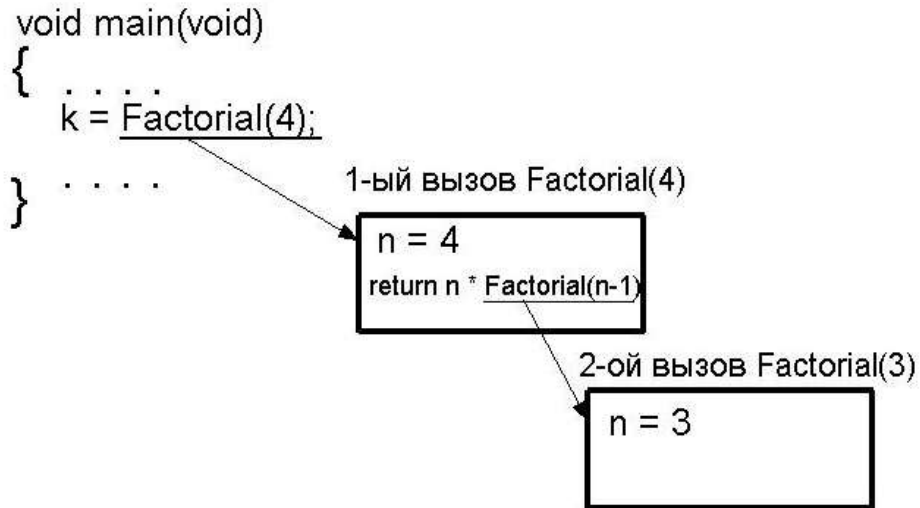 void main(void)
{ . . . .
k = Factorial(4);
} . . . .
1-ый вызов Factorial(4)
n = 4
return n * Factorial(n-1)
2-ой вызов Factorial(3)
n = 3